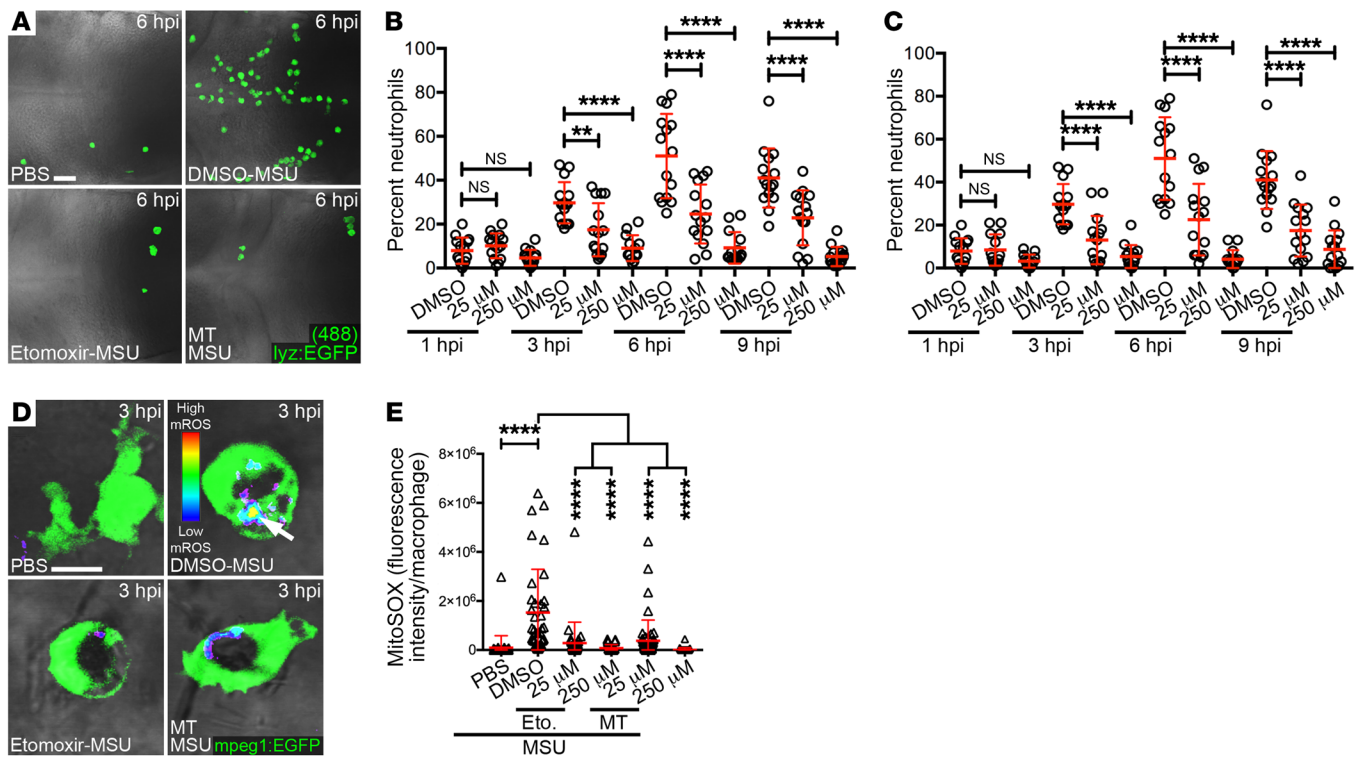 A
6 hpi
6 hpi
PBS
DMSO-MSU
6 hpi
6 hpi
Etomoxir-MSU
MT
MSU
(488)
lyz:EGFP
B
Percent neutrophils
100
80
60
40
20
0
NS
NS
**
****
****
****
****
****
DMSO
25 μM
250 μM
DMSO
25 μM
250 μM
DMSO
25 μM
250 μM
DMSO
25 μM
250 μM
1 hpi
3 hpi
6 hpi
9 hpi
C
Percent neutrophils
100
80
60
40
20
0
NS
NS
****
****
****
****
****
****
DMSO
25 μM
250 μM
DMSO
25 μM
250 μM
DMSO
25 μM
250 μM
DMSO
25 μM
250 μM
1 hpi
3 hpi
6 hpi
9 hpi
D
3 hpi
High
mROS
Low
mROS
3 hpi
PBS
DMSO-MSU
3 hpi
3 hpi
Etomoxir-MSU
MT
MSU
mpeg1:EGFP
E
MitoSOX (fluorescence
intensity/macrophage)
8×10⁶
6×10⁶
4×10⁶
2×10⁶
0
****
****
****
****
****
PBS
DMSO
25 μM
250 μM
25 μM
250 μM
Eto.
MT
MSU